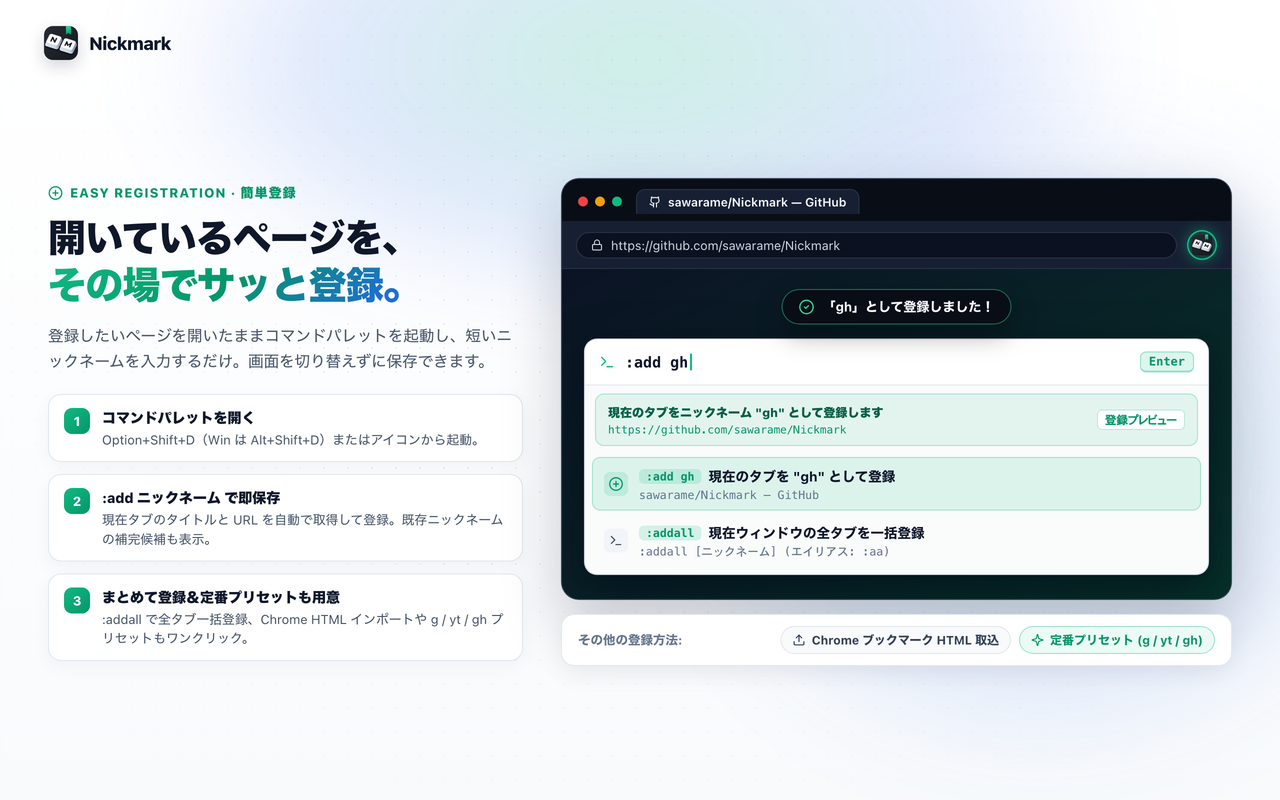 Nickmark
EASY REGISTRATION · 簡単登録
開いているページを、
その場でサッと登録。
登録したいページを開いたままコマンドパレットを起動し、短いニ
ックネームを入力するだけ。画面を切り替えずに保存できます。
1
コマンドパレットを開く
Option+Shift+D（Win は Alt+Shift+D）またはアイコンから起動。
2
:add ニックネーム で即保存
現在タブのタイトルと URL を自動で取得して登録。既存ニックネーム
の補完候補も表示。
3
まとめて登録&定番プリセットも用意
:addall で全タブ一括登録、Chrome HTML インポートや g / yt / gh プ
リセットもワンクリック。
sawarame/Nickmark — GitHub
https://github.com/sawarame/Nickmark
「gh」として登録しました！
:add gh
Enter
現在のタブをニックネーム "gh" として登録します
https://github.com/sawarame/Nickmark
登録プレビュー
:add gh 現在のタブを "gh" として登録
sawarame/Nickmark — GitHub
:addall 現在ウィンドウの全タブを一括登録
:addall [ニックネーム] (エイリアス: :aa)
その他の登録方法:
Chrome ブックマーク HTML 取込
定番プリセット (g / yt / gh)